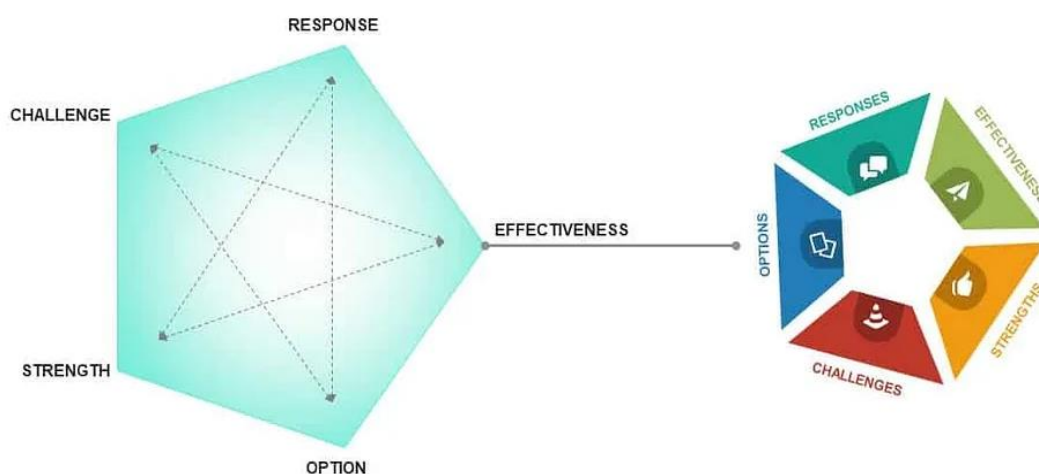 RESPONSE
CHALLENGE
EFFECTIVENESS
STRENGTH
OPTION
RESPONSES
EFFECTIVENESS
OPTIONS
STRENGTHS
CHALLENGES